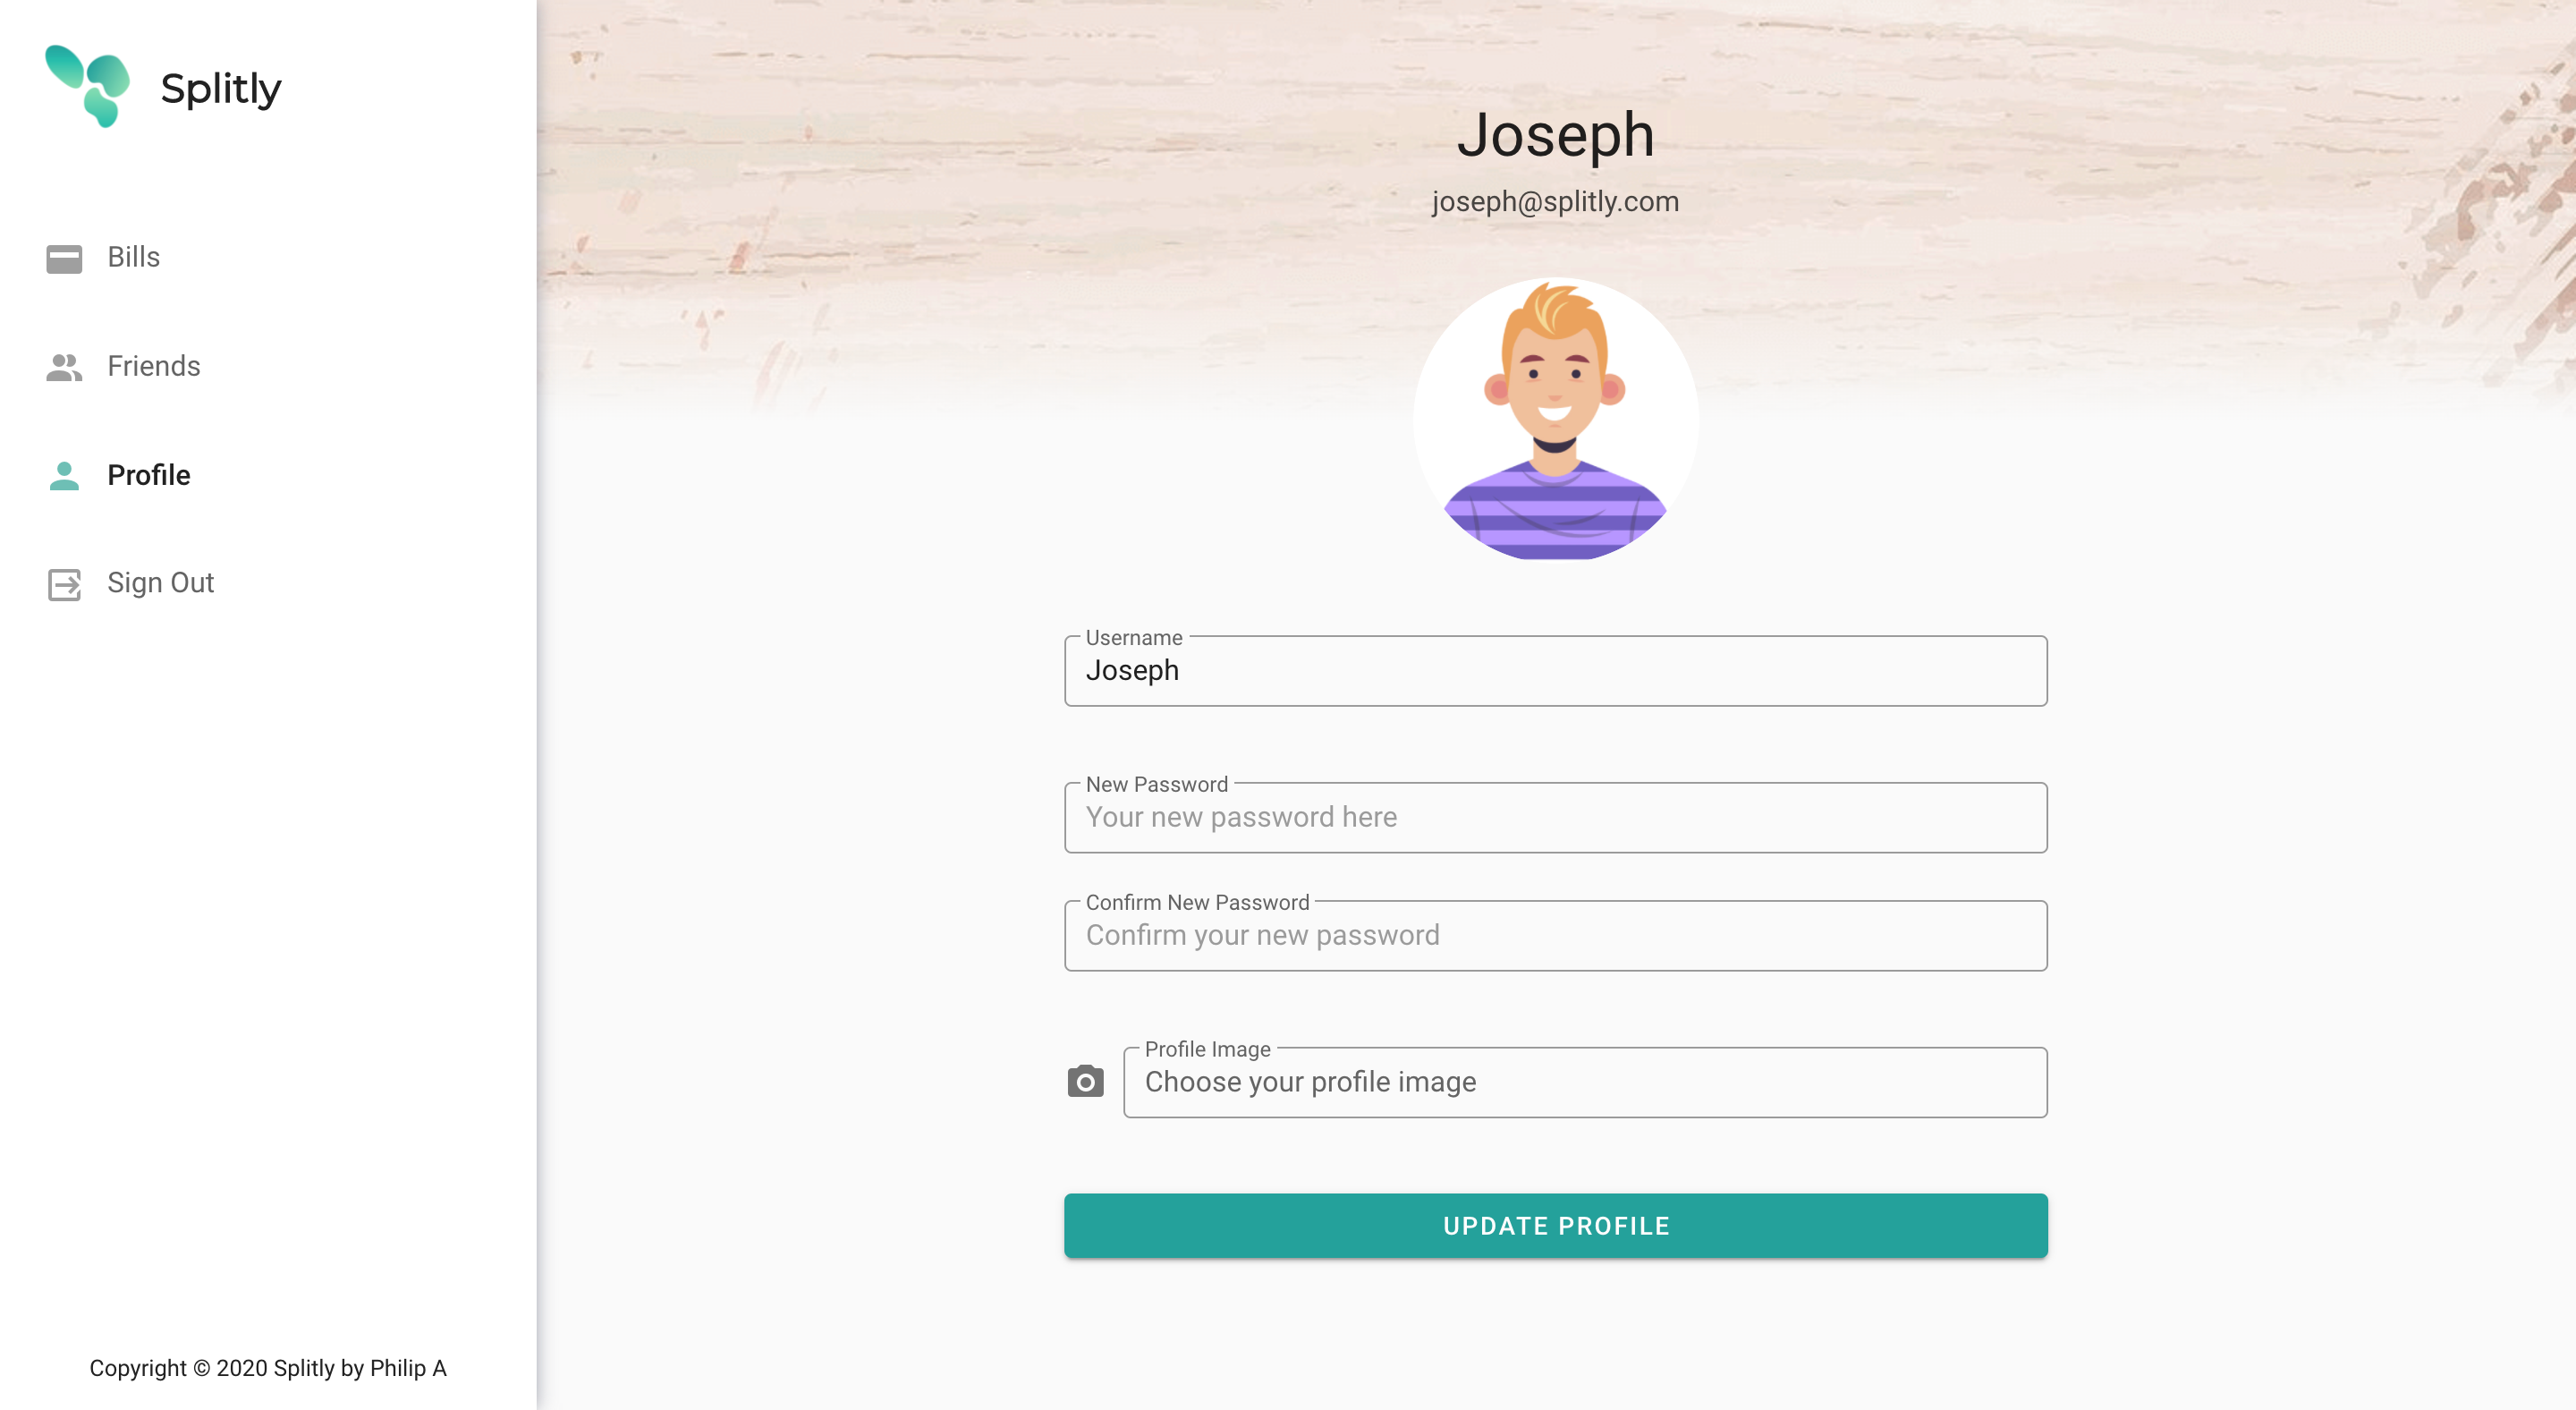 Splitly
Bills
Friends
Profile
Sign Out
Copyright © 2020 Splitly by Philip A
Joseph
joseph@splitly.com
Username
Joseph
New Password
Your new password here
Confirm New Password
Confirm your new password
Profile Image
Choose your profile image
UPDATE PROFILE